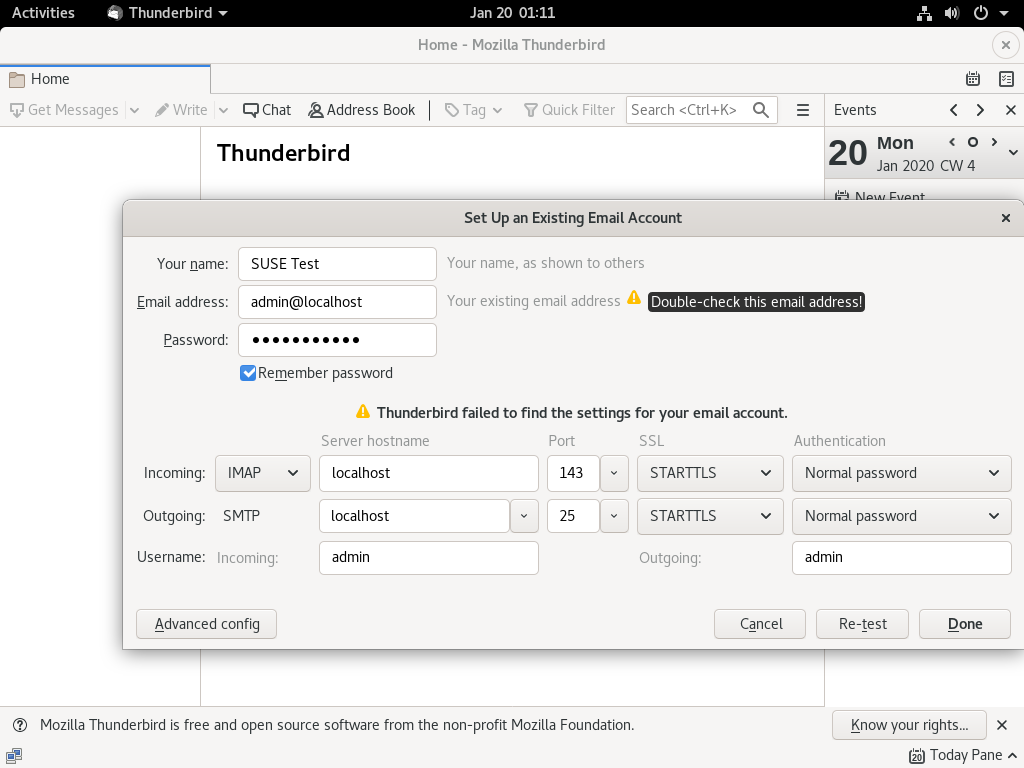 Activities Thunderbird Jan 20 01:11
Home - Mozilla Thunderbird
Home
Get Messages Write Chat Address Book Tag Quick Filter Search <Ctrl+K> Events
20 Mon
Jan 2020 CW 4
Thunderbird
New Event
Set Up an Existing Email Account
Your name: SUSE Test Your name, as shown to others
Email address: admin@localhost Your existing email address Double-check this email address!
Password: •••••••••••
Remember password
Thunderbird failed to find the settings for your email account.
Server hostname Port SSL Authentication
Incoming: IMAP localhost 143 STARTTLS Normal password
Outgoing: SMTP localhost 25 STARTTLS Normal password
Username: Incoming: admin Outgoing: admin
Advanced config Cancel Re-test Done
Mozilla Thunderbird is free and open source software from the non-profit Mozilla Foundation. Know your rights...
20 Today Pane